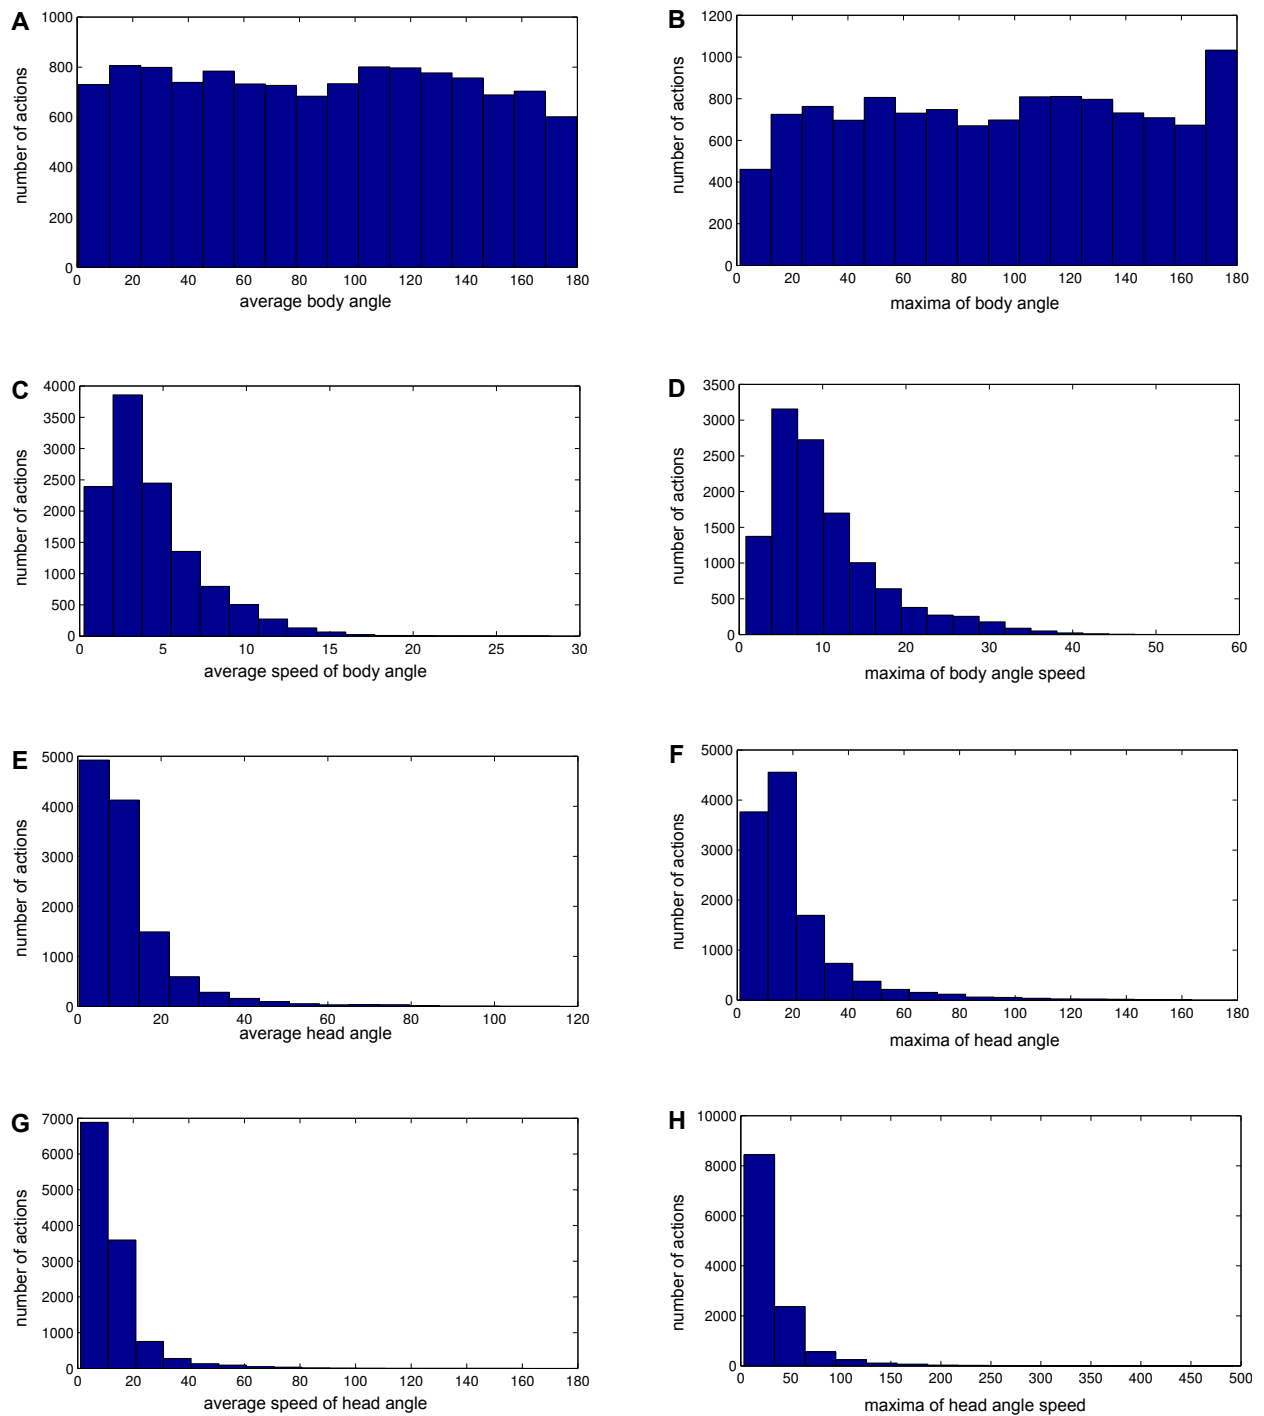 A
1000
800
600
400
200
0
number of actions
0 20 40 60 80 100 120 140 160 180
average body angle
B
1200
1000
800
600
400
200
0
number of actions
0 20 40 60 80 100 120 140 160 180
maxima of body angle
C
4000
3500
3000
2500
2000
1500
1000
500
0
number of actions
0 5 10 15 20 25 30
average speed of body angle
D
3500
3000
2500
2000
1500
1000
500
0
number of actions
0 10 20 30 40 50 60
maxima of body angle speed
E
5000
4000
3000
2000
1000
0
number of actions
0 20 40 60 80 100 120
average head angle
F
5000
4000
3000
2000
1000
0
number of actions
0 20 40 60 80 100 120 140 160 180
maxima of head angle
G
7000
6000
5000
4000
3000
2000
1000
0
number of actions
0 20 40 60 80 100 120 140 160 180
average speed of head angle
H
10000
8000
6000
4000
2000
0
number of actions
0 50 100 150 200 250 300 350 400 450 500
maxima of head angle speed